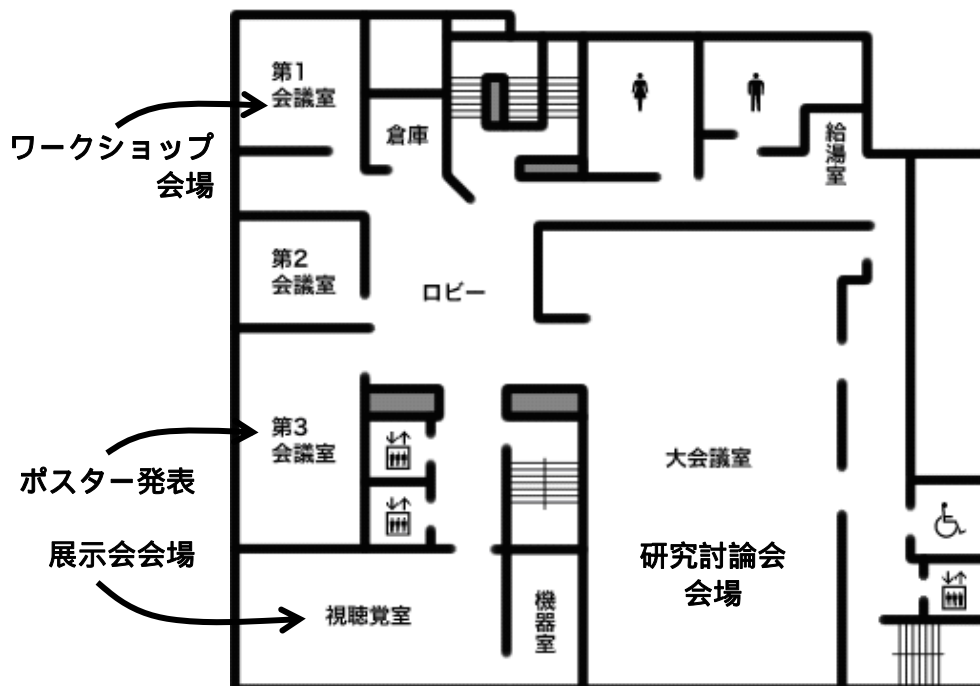 第1
会議室
ワークショップ
会場
倉庫
給湯室
第2
会議室
ロビー
第3
会議室
ポスター発表
大会議室
展示会会場
研究討論会
会場
視聴覚室
機器室